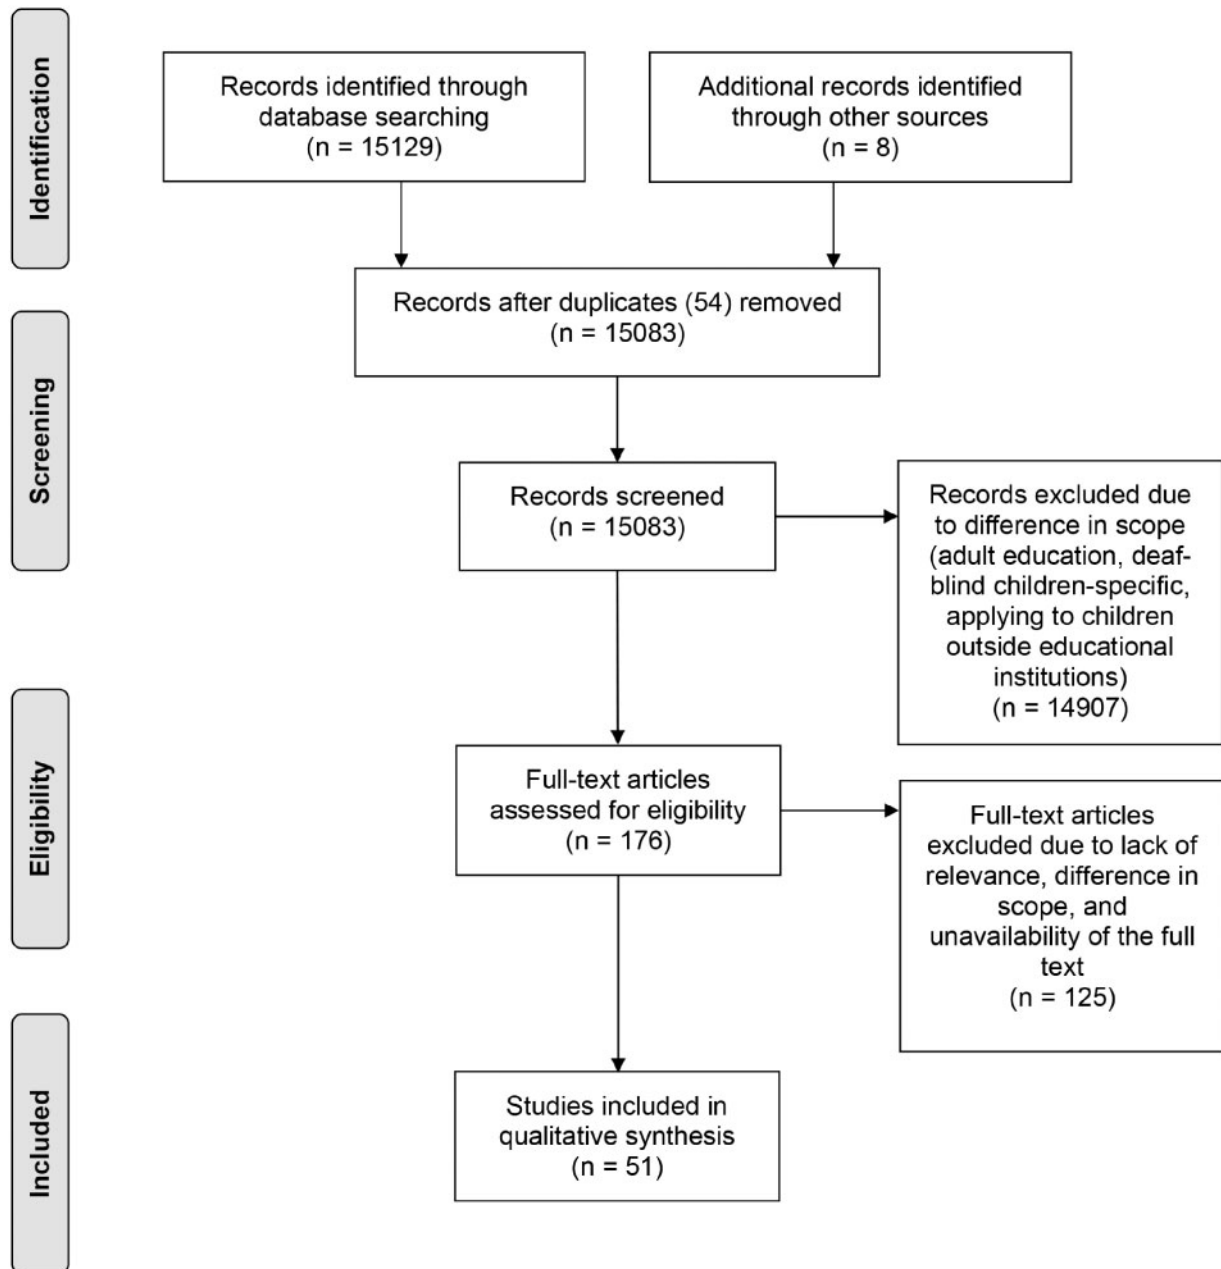 Identification
Records identified through
database searching
(n = 15129)
Additional records identified
through other sources
(n = 8)
Records after duplicates (54) removed
(n = 15083)
Screening
Records screened
(n = 15083)
Records excluded due
to difference in scope
(adult education, deaf-
blind children-specific,
applying to children
outside educational
institutions)
(n = 14907)
Eligibility
Full-text articles
assessed for eligibility
(n = 176)
Full-text articles
excluded due to lack of
relevance, difference in
scope, and
unavailability of the full
text
(n = 125)
Included
Studies included in
qualitative synthesis
(n = 51)